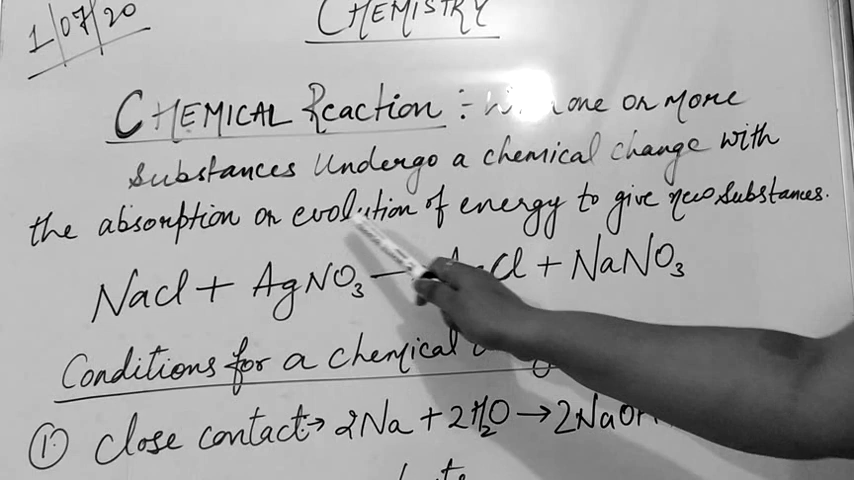 1/07/20
CHEMISTRY
CHEMICAL Reaction :- one or more
substances undergo a chemical change with
the absorption or evolution of energy to give new substances.
NaCl + AgNO₃ — Cl + NaNO₃
Conditions for a chemical
① Close contact → 2Na + 2H₂O → 2NaOH